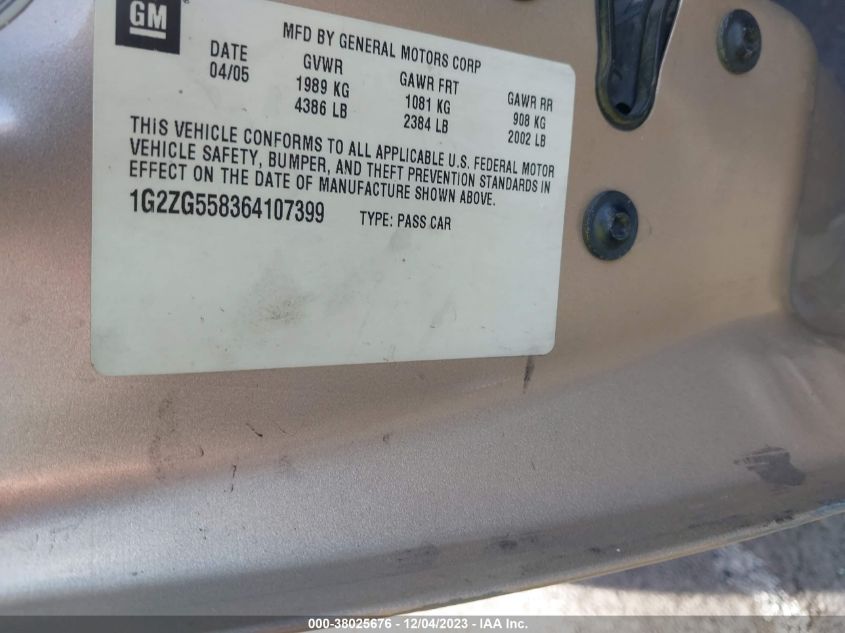 GM
MFD BY GENERAL MOTORS CORP
DATE GVWR GAWR FRT GAWR RR
04/05 1989 KG 1081 KG 908 KG
4386 LB 2384 LB 2002 LB
THIS VEHICLE CONFORMS TO ALL APPLICABLE U.S. FEDERAL MOTOR
VEHICLE SAFETY, BUMPER, AND THEFT PREVENTION STANDARDS IN
EFFECT ON THE DATE OF MANUFACTURE SHOWN ABOVE.
1G2ZG558364107399 TYPE: PASS CAR
000-38025676 - 12/04/2023 - IAA Inc.